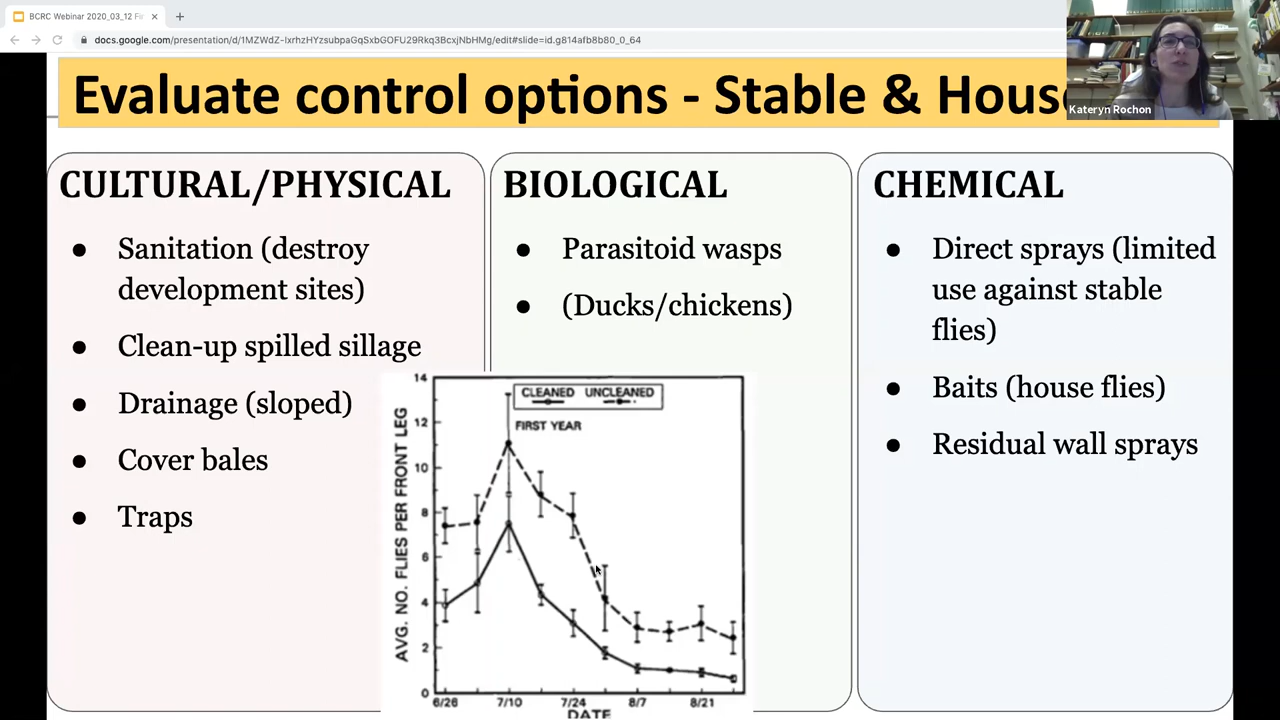 BCRC Webinar 2020_03_12 Fi
docs.google.com/presentation/d/1MZWdZ-IxrhzHYzsubpaGqSxbGOFU29Rkq3BcxjNbHMg/edit#slide=id.g814afb8b80_0_64
Evaluate control options - Stable & Hous
Kateryn Rochon
CULTURAL/PHYSICAL
● Sanitation (destroy
development sites)
● Clean-up spilled sillage
● Drainage (sloped)
● Cover bales
● Traps
BIOLOGICAL
● Parasitoid wasps
● (Ducks/chickens)
CHEMICAL
● Direct sprays (limited
use against stable
flies)
● Baits (house flies)
● Residual wall sprays
CLEANED UNCLEANED
FIRST YEAR
AVG. NO. FLIES PER FRONT LEG
14
12
10
8
6
4
2
0
6/26 7/10 7/24 8/7 8/21
DATE